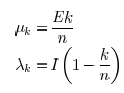 μₖ = Ek/n
λₖ = I(1 − k/n)